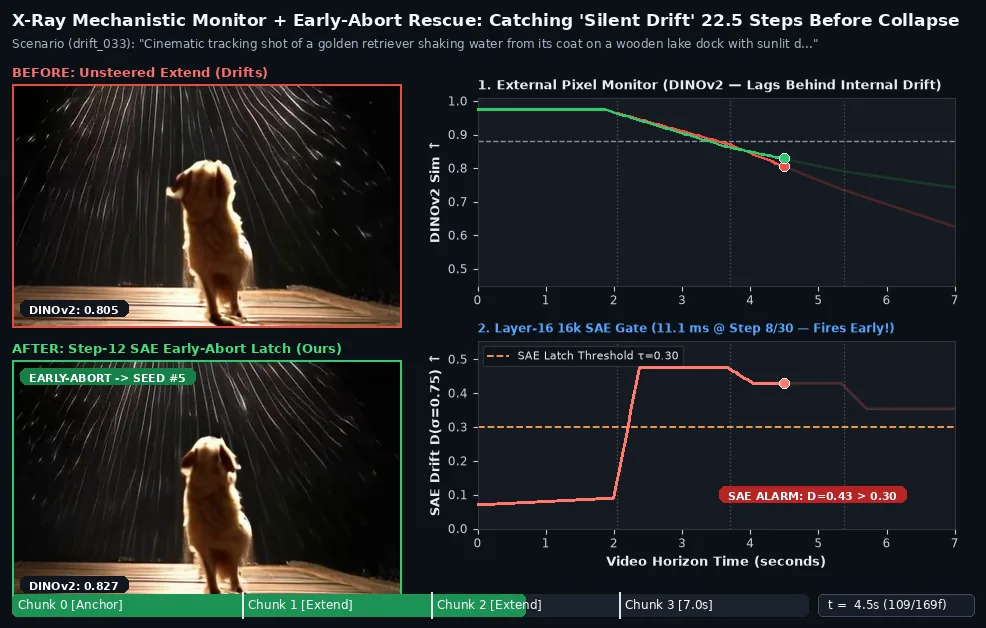 X-Ray Mechanistic Monitor + Early-Abort Rescue: Catching 'Silent Drift' 22.5 Steps Before Collapse
Scenario (drift_033): "Cinematic tracking shot of a golden retriever shaking water from its coat on a wooden lake dock with sunlit d..."
BEFORE: Unsteered Extend (Drifts)
DINOv2: 0.805
AFTER: Step-12 SAE Early-Abort Latch (Ours)
EARLY-ABORT -> SEED #5
DINOv2: 0.827
1. External Pixel Monitor (DINOv2 — Lags Behind Internal Drift)
DINOv2 Sim ↑
1.0
0.9
0.8
0.7
0.6
0.5
0 1 2 3 4 5 6 7
2. Layer-16 16k SAE Gate (11.1 ms @ Step 8/30 — Fires Early!)
SAE Drift D(σ=0.75) ↑
0.5
0.4
0.3
0.2
0.1
0.0
SAE Latch Threshold τ=0.30
SAE ALARM: D=0.43 > 0.30
0 1 2 3 4 5 6 7
Video Horizon Time (seconds)
Chunk 0 [Anchor]
Chunk 1 [Extend]
Chunk 2 [Extend]
Chunk 3 [7.0s]
t = 4.5s (109/169f)